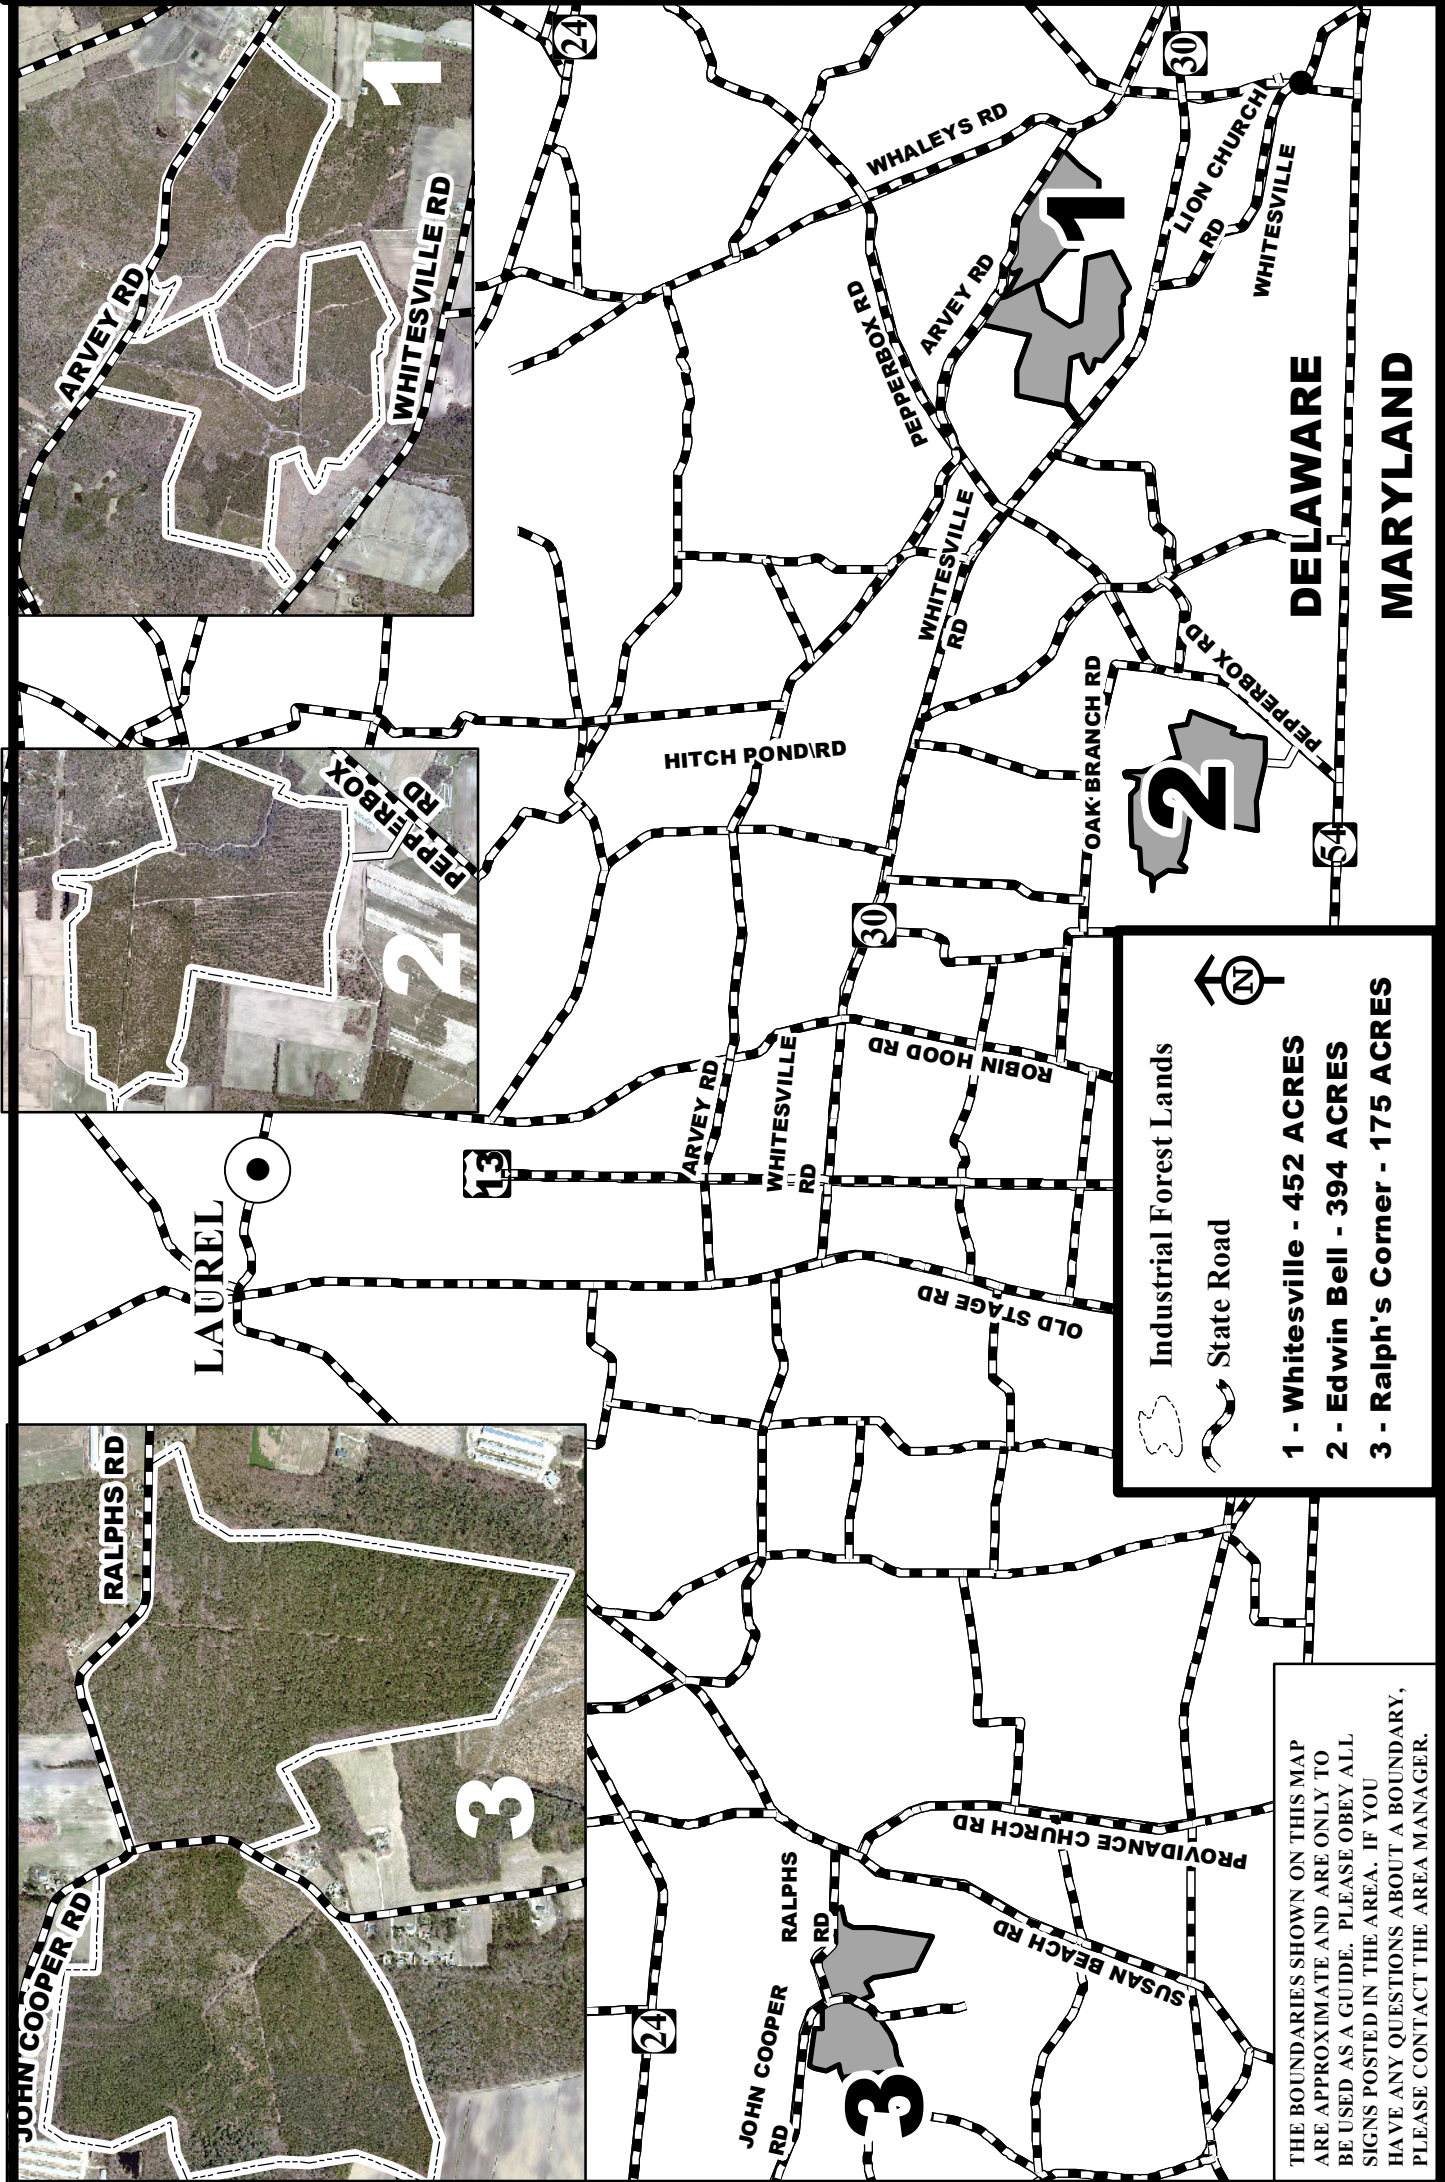 JOHN COOPER RD
RALPHS RD
3
LAUREL
PEPPERBOX
RD
2
ARVEY RD
WHITESVILLE RD
1
24
13
24
JOHN COOPER
RD
RALPHS
RD
3
SUSAN BEACH RD
PROVIDANCE CHURCH RD
OLD STAGE RD
ARVEY RD
WHITESVILLE
RD
ROBIN HOOD RD
30
HITCH POND RD
WHITESVILLE
RD
OAK BRANCH RD
2
PEPPERBOX RD
54
PEPPERBOX RD
ARVEY RD
WHALEYS RD
1
30
LION CHURCH
RD
WHITESVILLE
DELAWARE
MARYLAND
Industrial Forest Lands
State Road
N
1 - Whitesville - 452 ACRES
2 - Edwin Bell - 394 ACRES
3 - Ralph's Corner - 175 ACRES
THE BOUNDARIES SHOWN ON THIS MAP
ARE APPROXIMATE AND ARE ONLY TO
BE USED AS A GUIDE. PLEASE OBEY ALL
SIGNS POSTED IN THE AREA. IF YOU
HAVE ANY QUESTIONS ABOUT A BOUNDARY,
PLEASE CONTACT THE AREA MANAGER.